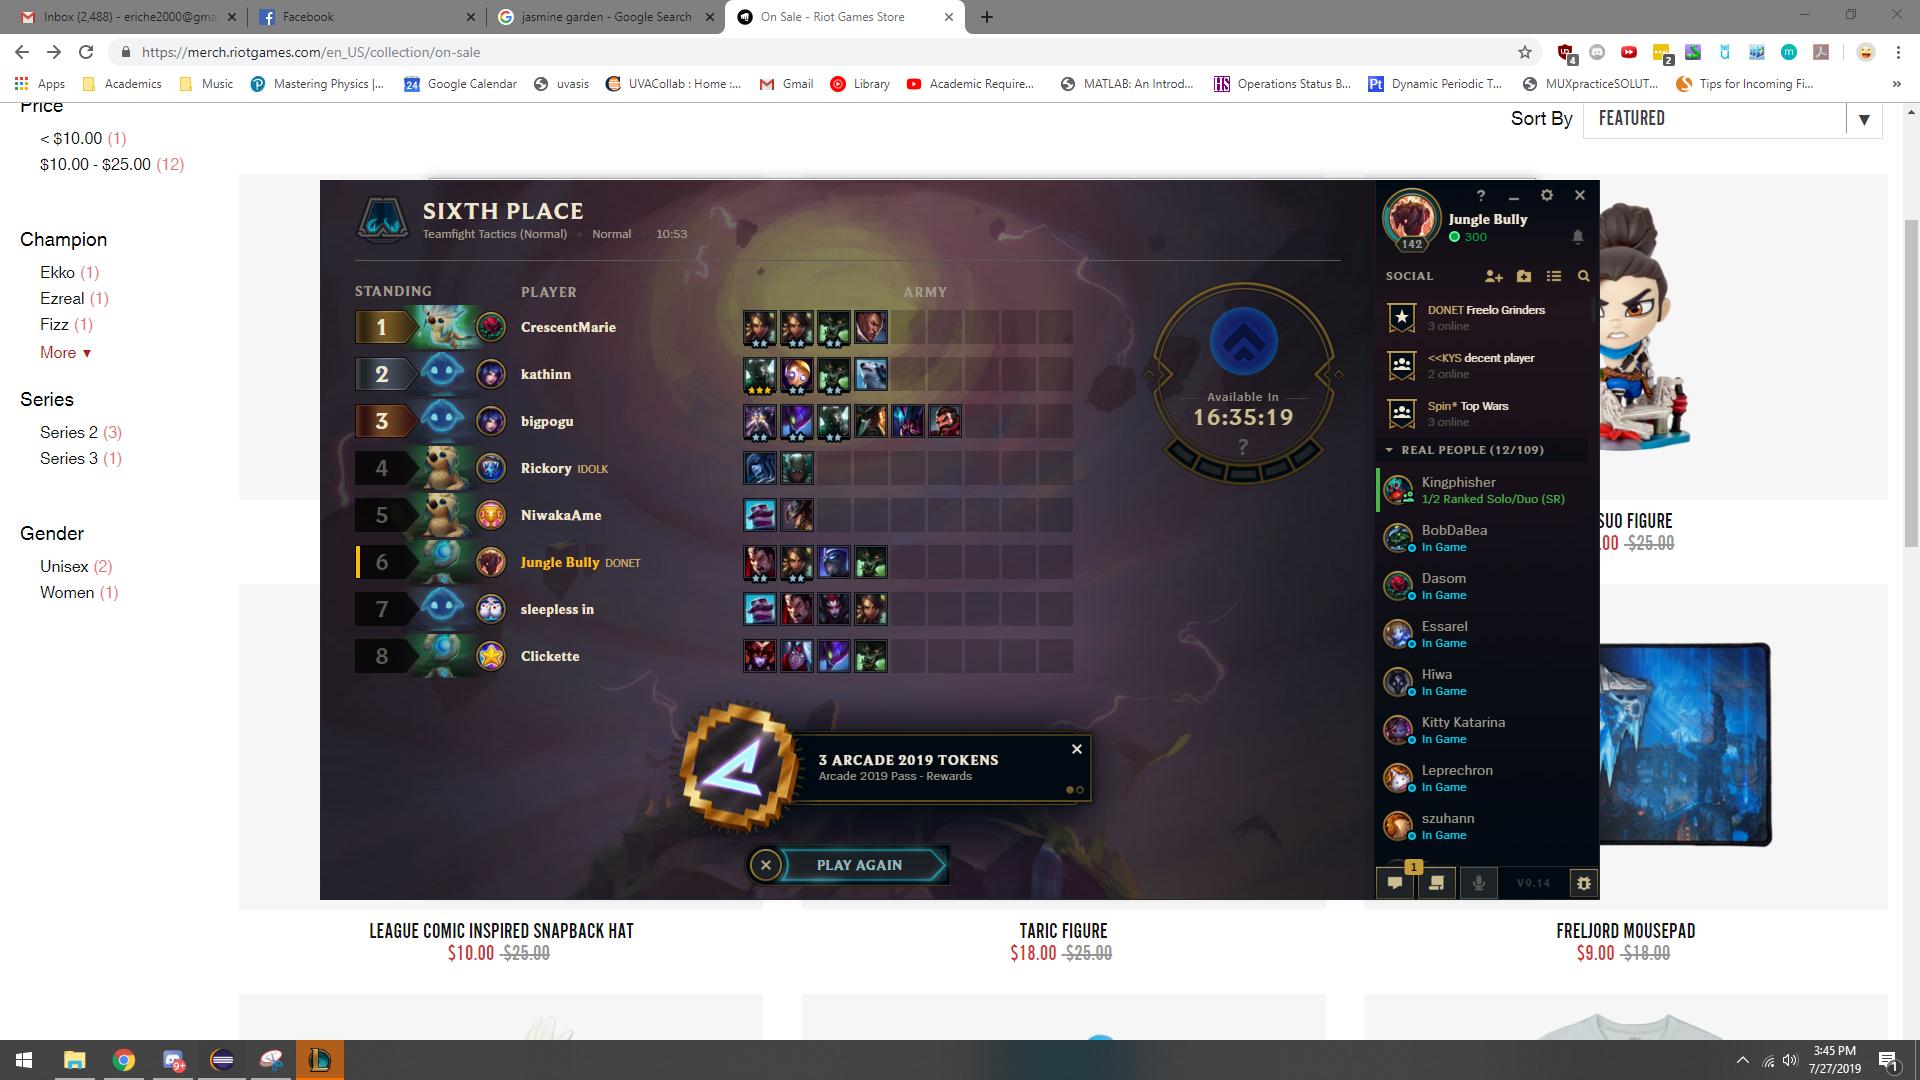 Inbox (2,488) - eriche2000@gma
Facebook
jasmine garden - Google Search
On Sale - Riot Games Store
https://merch.riotgames.com/en_US/collection/on-sale
4
2
Apps
Academics
Music
Mastering Physics |...
24
Google Calendar
uvasis
UVACollab : Home :...
Gmail
Library
Academic Require...
MATLAB: An Introd...
HS
Operations Status B...
Pt
Dynamic Periodic T...
MUXpracticeSOLUT...
Tips for Incoming Fi...
»
Price
< $10.00 (1)
$10.00 - $25.00 (12)
Champion
Ekko (1)
Ezreal (1)
Fizz (1)
More ▼
Series
Series 2 (3)
Series 3 (1)
Gender
Unisex (2)
Women (1)
Sort By
FEATURED
SIXTH PLACE
Teamfight Tactics (Normal) • Normal • 10:53
STANDING PLAYER ARMY
1 CrescentMarie
2 kathinn
3 bigpogu
4 Rickory IDOLK
5 NiwakaAme
6 Jungle Bully DONET
7 sleepless in
8 Clickette
Available In
16:35:19
?
3 ARCADE 2019 TOKENS
Arcade 2019 Pass - Rewards
PLAY AGAIN
?
Jungle Bully
300
142
SOCIAL
DONET Freelo Grinders
3 online
<<KYS decent player
2 online
Spin* Top Wars
3 online
REAL PEOPLE (12/109)
Kingphisher
1/2 Ranked Solo/Duo (SR)
BobDaBea
In Game
Dasom
In Game
Essarel
In Game
Hïwa
In Game
Kitty Katarina
In Game
Leprechron
In Game
szuhann
In Game
1
V9.14
SUO FIGURE
.00 $25.00
LEAGUE COMIC INSPIRED SNAPBACK HAT
$10.00 $25.00
TARIC FIGURE
$18.00 $25.00
FRELJORD MOUSEPAD
$9.00 $18.00
9+
3:45 PM
7/27/2019
1